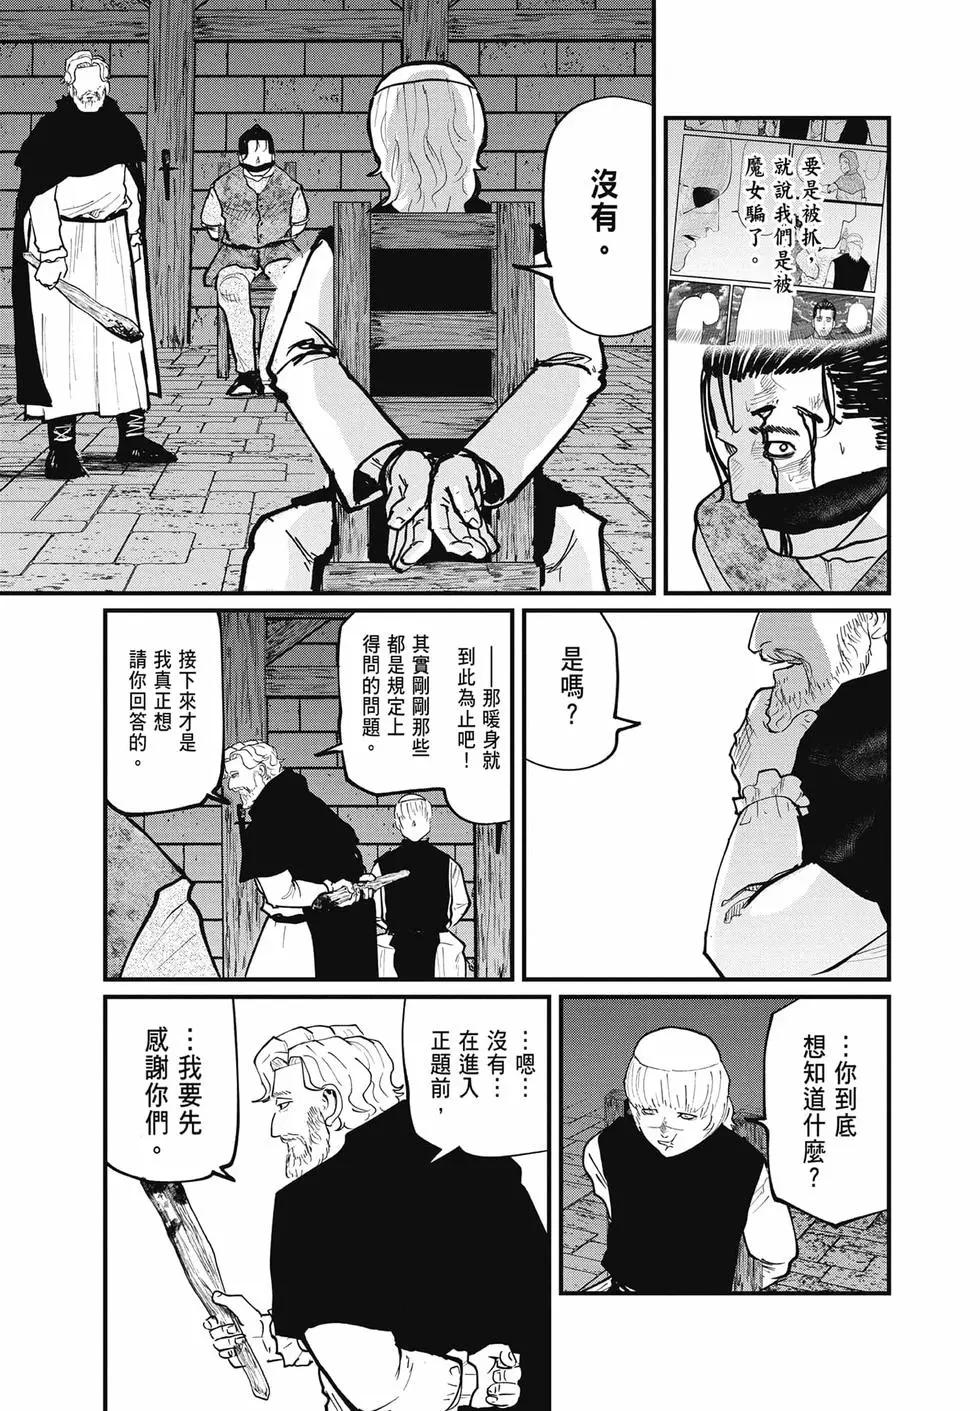 要是被抓，
就說我們是被
魔女騙了。
沒有。
是嗎？
──那暖身就
到此為止吧！
其實剛剛那些
都是規定上
得問的問題。
接下來才是
我真正想
請你回答的。
…你到底
想知道什麼？
…嗯…
沒有…
在進入
正題前，
…我要先
感謝你們。